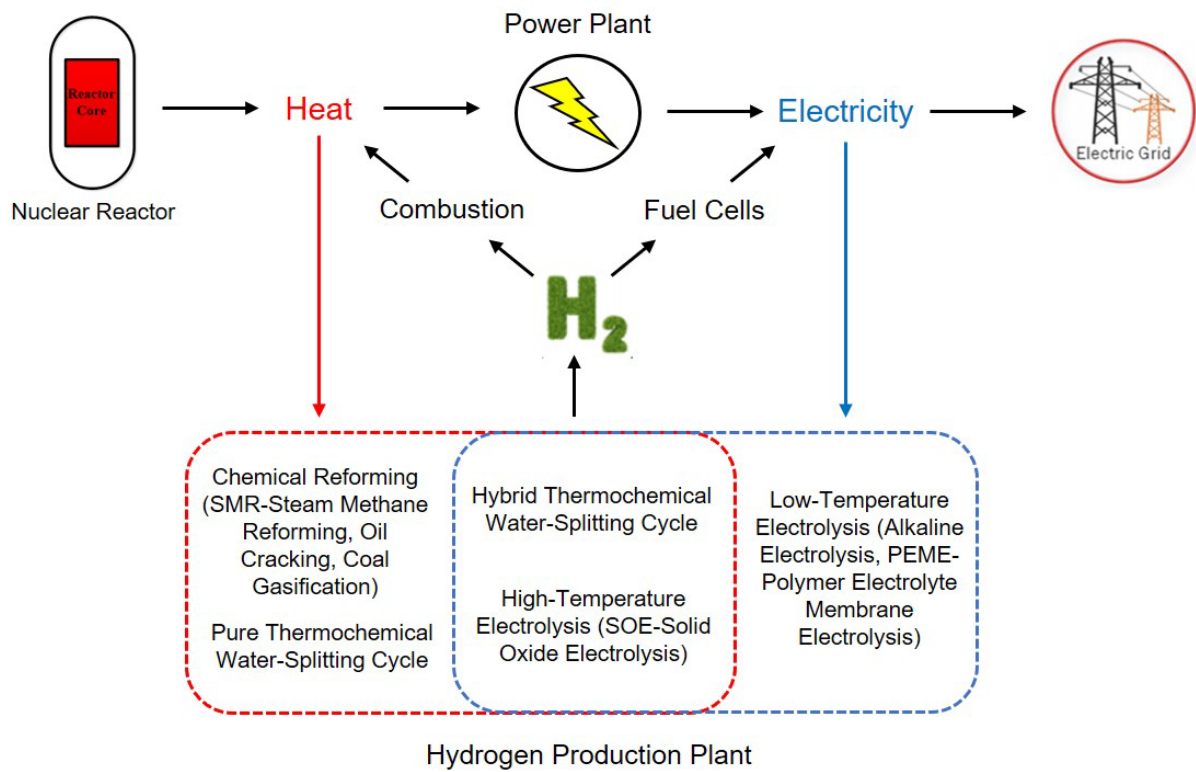 Power Plant
Reactor
Core
Heat
Electricity
Electric Grid
Nuclear Reactor
Combustion
Fuel Cells
H2
Chemical Reforming
(SMR-Steam Methane
Reforming, Oil
Cracking, Coal
Gasification)
Pure Thermochemical
Water-Splitting Cycle
Hybrid Thermochemical
Water-Splitting Cycle
High-Temperature
Electrolysis (SOE-Solid
Oxide Electrolysis)
Low-Temperature
Electrolysis (Alkaline
Electrolysis, PEME-
Polymer Electrolyte
Membrane
Electrolysis)
Hydrogen Production Plant